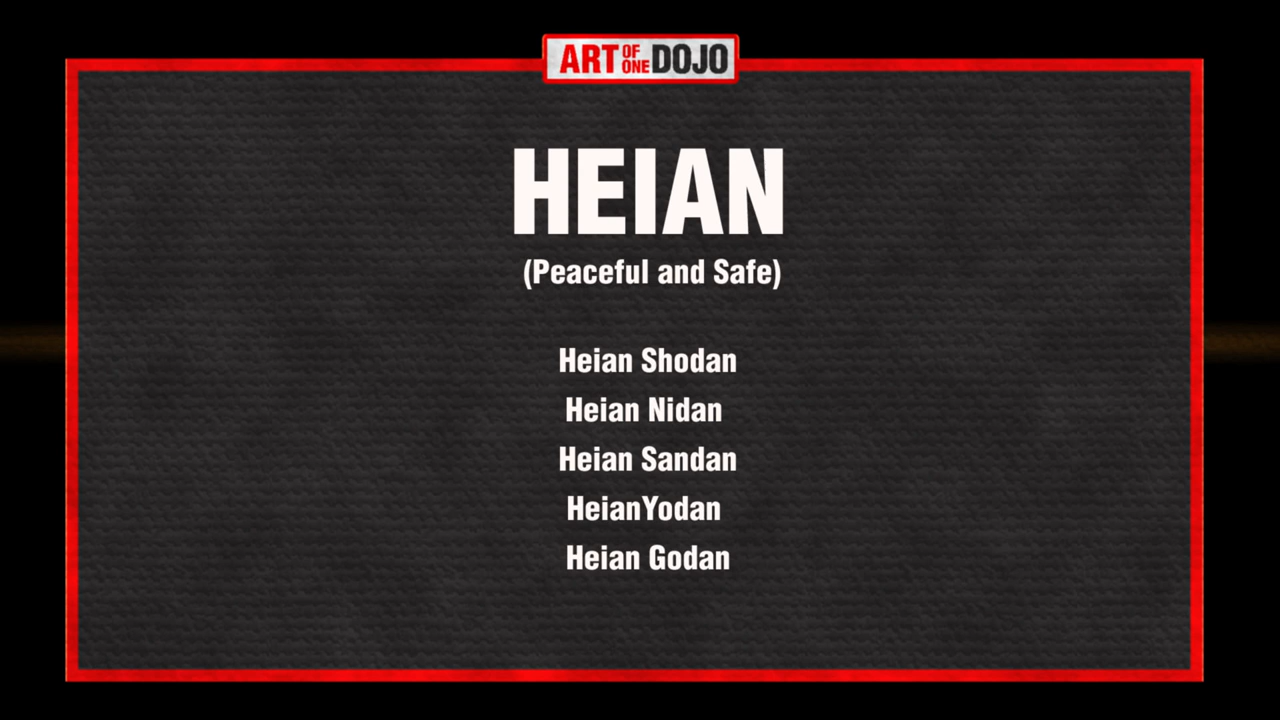 ART OF ONE DOJO
HEIAN
(Peaceful and Safe)
Heian Shodan
Heian Nidan
Heian Sandan
HeianYodan
Heian Godan